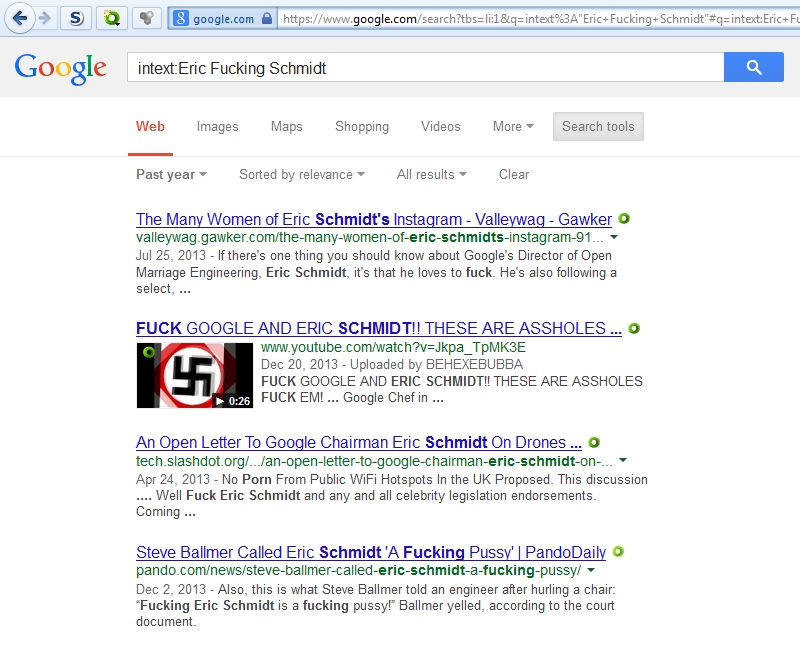 S
8 google.com https://www.google.com/search?tbs=li:1&q=intext%3A"Eric+Fucking+Schmidt"#q=intext:Eric+Fu
Google
intext:Eric Fucking Schmidt
Web Images Maps Shopping Videos More Search tools
Past year Sorted by relevance All results Clear
The Many Women of Eric Schmidt's Instagram - Valleywag - Gawker
valleywag.gawker.com/the-many-women-of-eric-schmidts-instagram-91...
Jul 25, 2013 - If there's one thing you should know about Google's Director of Open
Marriage Engineering, Eric Schmidt, it's that he loves to fuck. He's also following a
select, ...
FUCK GOOGLE AND ERIC SCHMIDT!! THESE ARE ASSHOLES ...
www.youtube.com/watch?v=Jkpa_TpMK3E
Dec 20, 2013 - Uploaded by BEHEXEBUBBA
FUCK GOOGLE AND ERIC SCHMIDT!! THESE ARE ASSHOLES
FUCK EM! ... Google Chef in ...
0:26
An Open Letter To Google Chairman Eric Schmidt On Drones ...
tech.slashdot.org/.../an-open-letter-to-google-chairman-eric-schmidt-on-...
Apr 24, 2013 - No Porn From Public WiFi Hotspots In the UK Proposed. This discussion
.... Well Fuck Eric Schmidt and any and all celebrity legislation endorsements.
Coming ...
Steve Ballmer Called Eric Schmidt 'A Fucking Pussy' | PandoDaily
pando.com/news/steve-ballmer-called-eric-schmidt-a-fucking-pussy/
Dec 2, 2013 - Also, this is what Steve Ballmer told an engineer after hurling a chair:
“Fucking Eric Schmidt is a fucking pussy!” Ballmer yelled, according to the court
document.